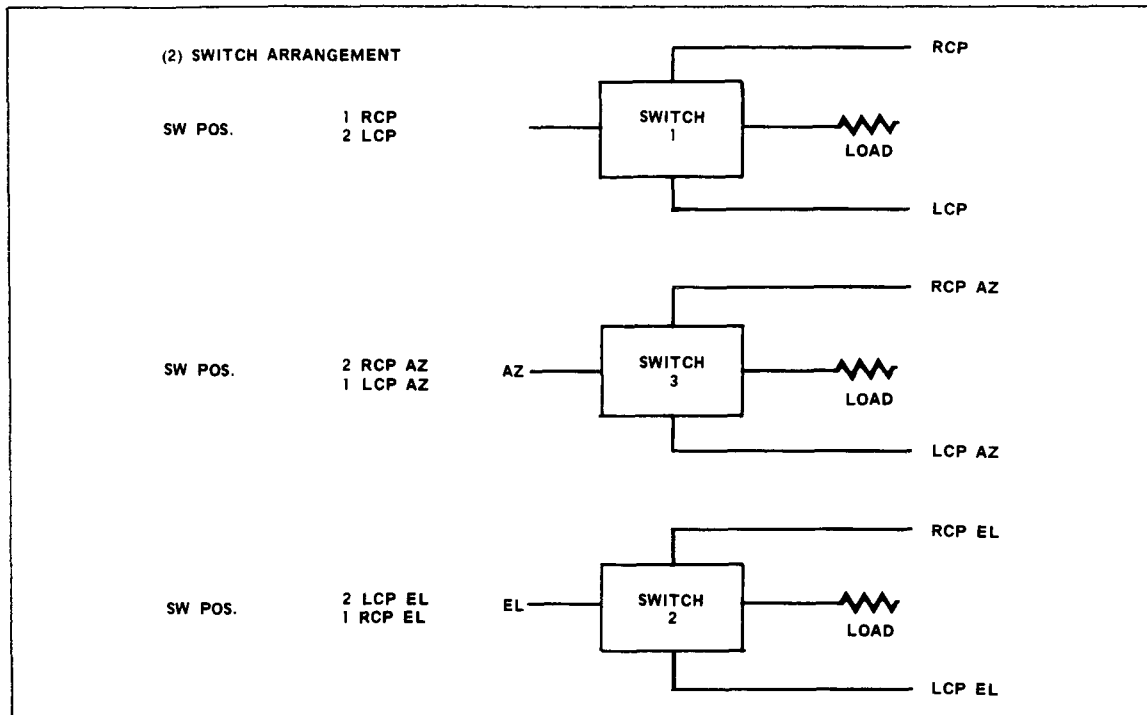 (2) SWITCH ARRANGEMENT
RCP
SW POS.
1 RCP
2 LCP
SWITCH
1
LOAD
LCP
RCP AZ
SW POS.
2 RCP AZ
1 LCP AZ
AZ
SWITCH
3
LOAD
LCP AZ
RCP EL
SW POS.
2 LCP EL
1 RCP EL
EL
SWITCH
2
LOAD
LCP EL